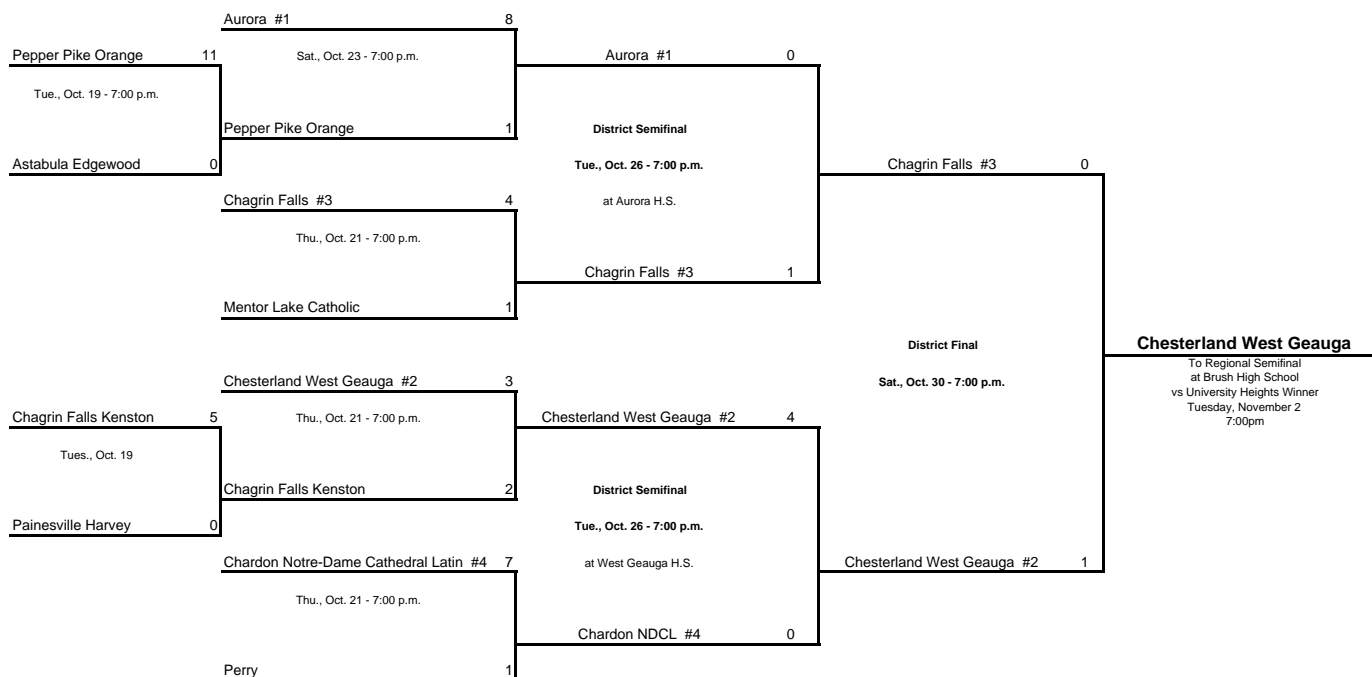 Aurora #1 8
Pepper Pike Orange 11
Sat., Oct. 23 - 7:00 p.m.
Aurora #1 0
Tue., Oct. 19 - 7:00 p.m.
Pepper Pike Orange 1
District Semifinal
Astabula Edgewood 0
Tue., Oct. 26 - 7:00 p.m.
Chagrin Falls #3 0
Chagrin Falls #3 4
at Aurora H.S.
Thu., Oct. 21 - 7:00 p.m.
Chagrin Falls #3 1
Mentor Lake Catholic 1
District Final
Chesterland West Geauga
To Regional Semifinal
at Brush High School
vs University Heights Winner
Tuesday, November 2
7:00pm
Chesterland West Geauga #2 3
Sat., Oct. 30 - 7:00 p.m.
Chagrin Falls Kenston 5
Thu., Oct. 21 - 7:00 p.m.
Chesterland West Geauga #2 4
Tues., Oct. 19
Chagrin Falls Kenston 2
District Semifinal
Painesville Harvey 0
Tue., Oct. 26 - 7:00 p.m.
Chardon Notre-Dame Cathedral Latin #4 7
at West Geauga H.S.
Chesterland West Geauga #2 1
Thu., Oct. 21 - 7:00 p.m.
Chardon NDCL #4 0
Perry 1